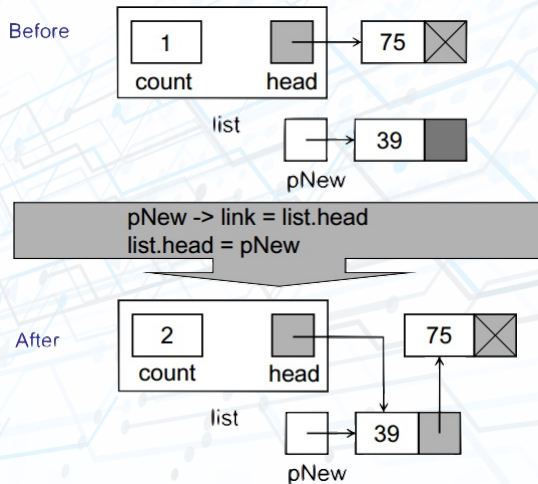 Before
1
75
count
head
list
39
pNew
pNew -> link = list.head
list.head = pNew
After
2
75
count
head
list
39
pNew